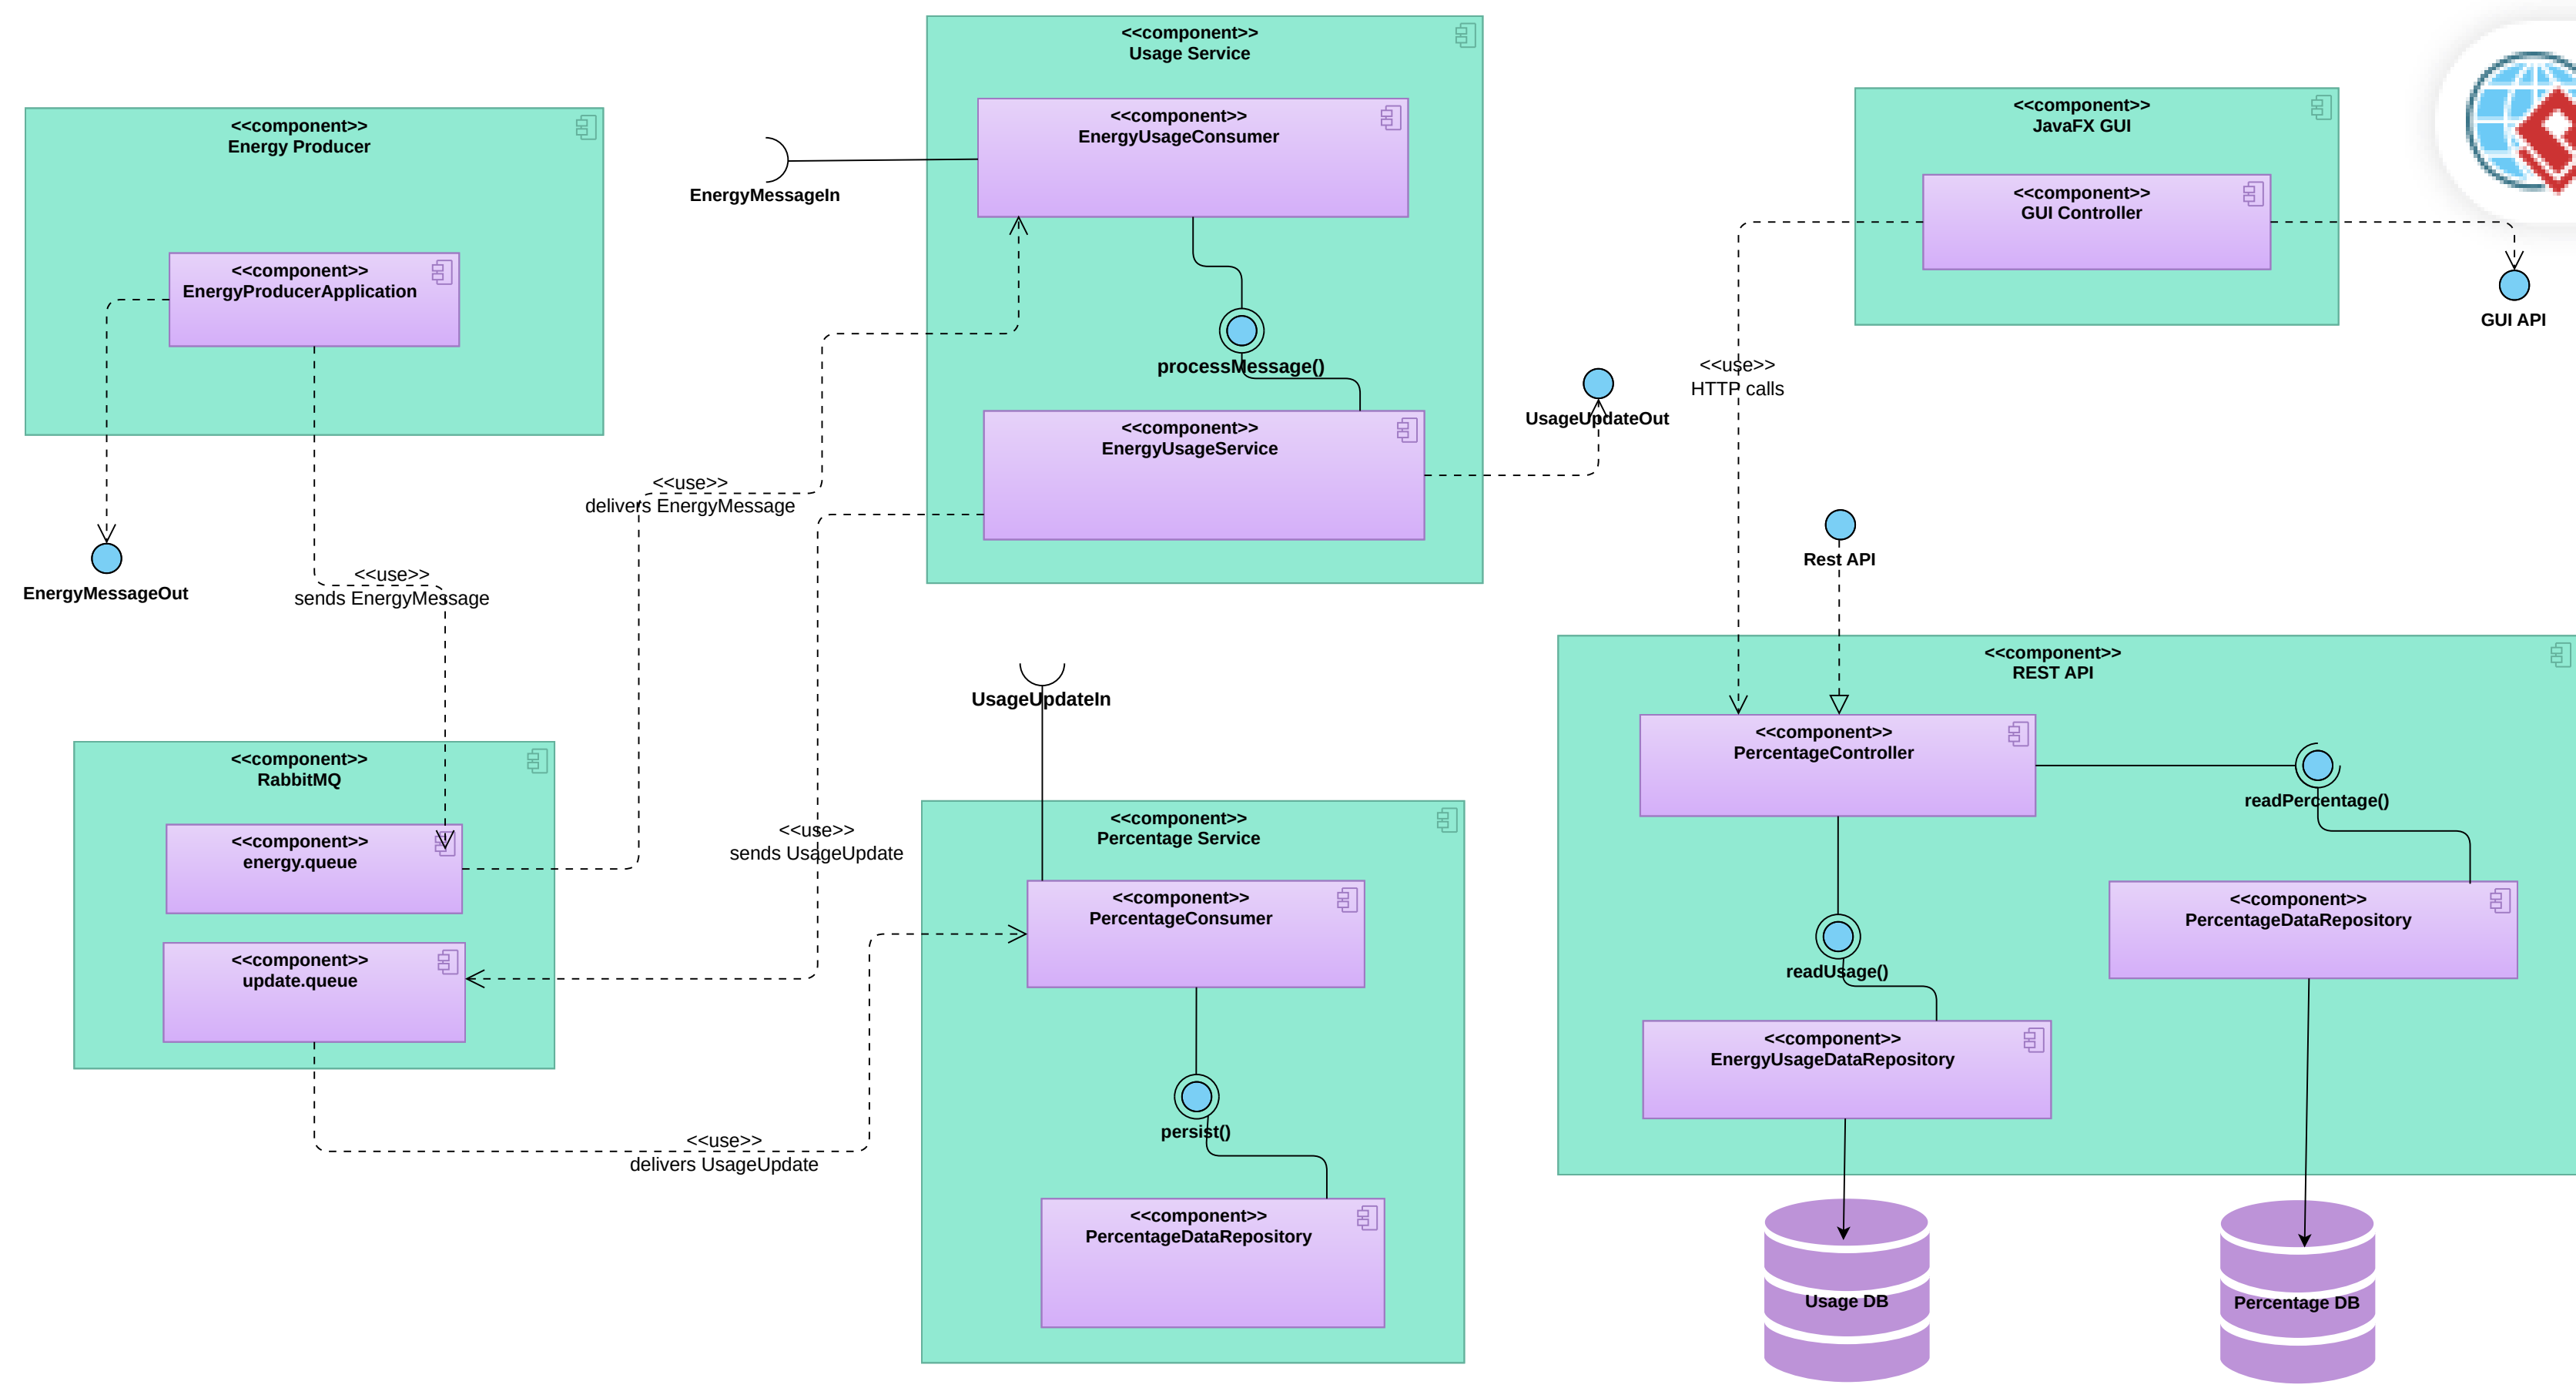 <<component>>
Energy Producer
<<component>>
EnergyProducerApplication
EnergyMessageOut
<<use>>
sends EnergyMessage
<<component>>
RabbitMQ
<<component>>
energy.queue
<<component>>
update.queue
<<use>>
delivers EnergyMessage
<<use>>
sends UsageUpdate
<<use>>
delivers UsageUpdate
<<component>>
Usage Service
<<component>>
EnergyUsageConsumer
EnergyMessageIn
processMessage()
<<component>>
EnergyUsageService
UsageUpdateOut
UsageUpdateIn
<<component>>
Percentage Service
<<component>>
PercentageConsumer
persist()
<<component>>
PercentageDataRepository
<<component>>
JavaFX GUI
<<component>>
GUI Controller
GUI API
<<use>>
HTTP calls
Rest API
<<component>>
REST API
<<component>>
PercentageController
readPercentage()
<<component>>
PercentageDataRepository
readUsage()
<<component>>
EnergyUsageDataRepository
Usage DB
Percentage DB